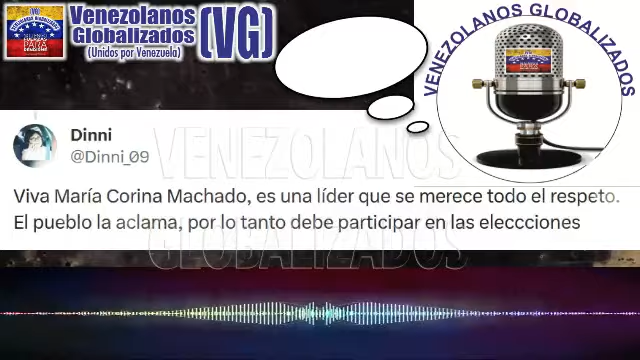 Venezolanos
Globalizados
(Unidos por Venezuela)
(VG)
VENEZOLANOS GLOBALIZADOS
Dinni
@Dinni_09
VENEZOLANOS
Viva María Corina Machado, es una líder que se merece todo el respeto.
El pueblo la aclama, por lo tanto debe participar en las eleccciones
GLOBALIZADOS